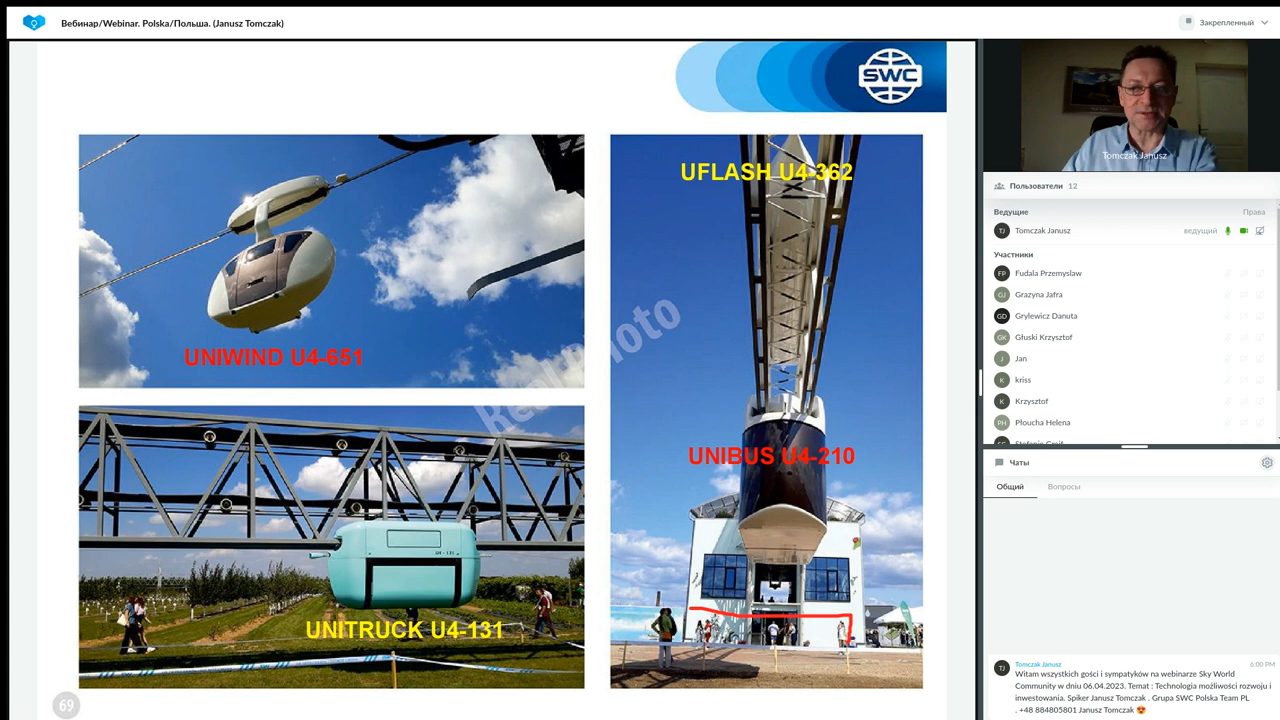 Вебинар/Webinar. Polska/Польша. (Janusz Tomczak)
Закрепленный
SWC
UNIWIND U4-651
UFLASH U4-362
UNIBUS U4-210
U4-131
UNITRUCK U4-131
69
Tomczak Janusz
Пользователи 12
Ведущие Права
TJ Tomczak Janusz ведущий
Участники
FP Fudala Przemyslaw
GJ Grazyna Jafra
GD Grylewicz Danuta
GK Głuski Krzysztof
J Jan
K kriss
K Krzysztof
PH Płoucha Helena
Чаты
Общий Вопросы
TJ Tomczak Janusz 6:00 PM
Witam wszystkich gości i sympatyków na webinarze Sky World
Community w dniu 06.04.2023. Temat : Technologia możliwości rozwoju i
inwestowania. Spiker Janusz Tomczak . Grupa SWC Polska Team PL
. +48 884805801 Janusz Tomczak 😍